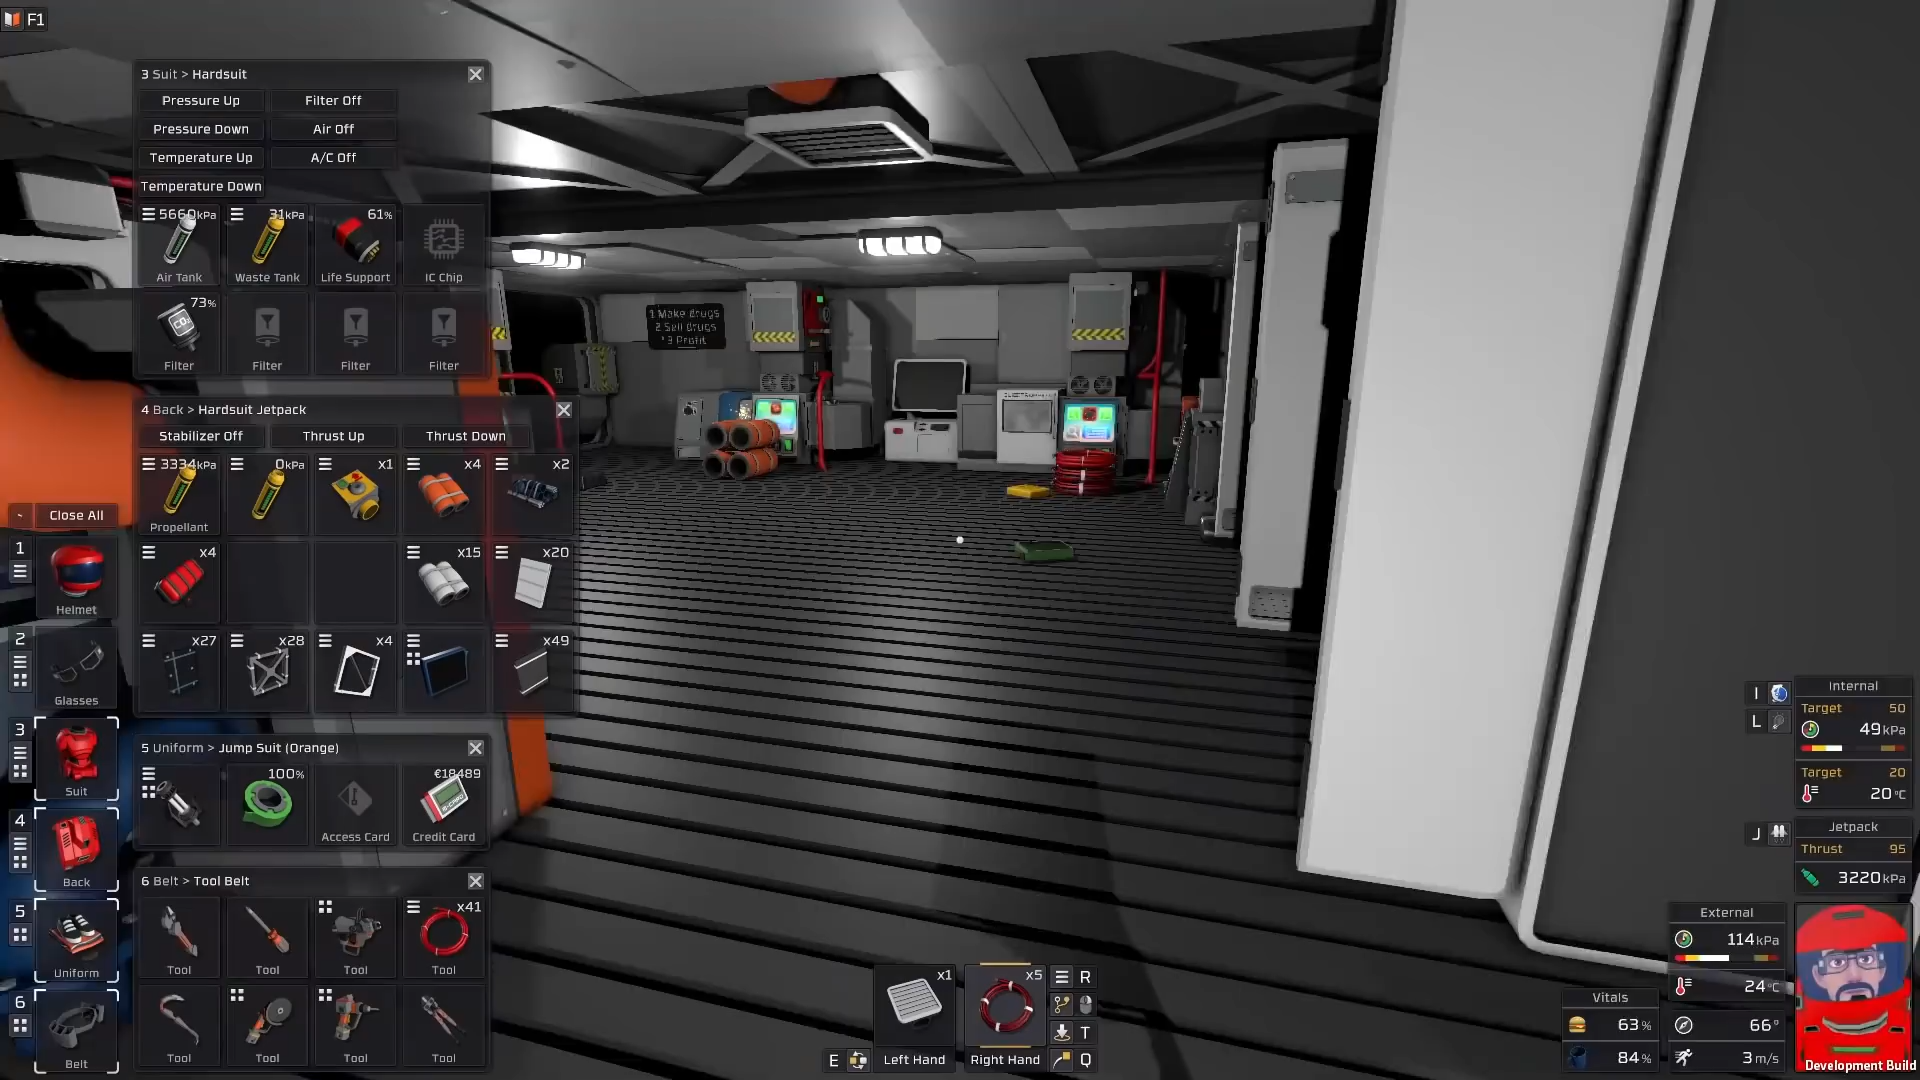 F1
3 Suit > Hardsuit
Pressure Up
Filter Off
Pressure Down
Air Off
Temperature Up
A/C Off
Temperature Down
5660kPa
31kPa
61%
Air Tank
Waste Tank
Life Support
IC Chip
73%
CO₂
Filter
Filter
Filter
Filter
4 Back > Hardsuit Jetpack
Stabilizer Off
Thrust Up
Thrust Down
3334kPa
0kPa
x1
x4
x2
Propellant
x4
x15
x20
x27
x28
x4
x49
~ Close All
1
Helmet
2
Glasses
3
Suit
4
Back
5
Uniform
6
Belt
5 Uniform > Jump Suit (Orange)
100%
€18489
Access Card
Credit Card
6 Belt > Tool Belt
x41
Tool
Tool
Tool
Tool
Tool
Tool
Tool
Tool
1 Make drugs
2 Sell drugs
3 Profit
x1
x5
R
T
E
Left Hand
Right Hand
Q
I
L
Internal
Target 50
49kPa
Target 20
20°C
J
Jetpack
Thrust 95
3220kPa
External
114kPa
24°C
66°
3m/s
Vitals
63%
84%
Development Build